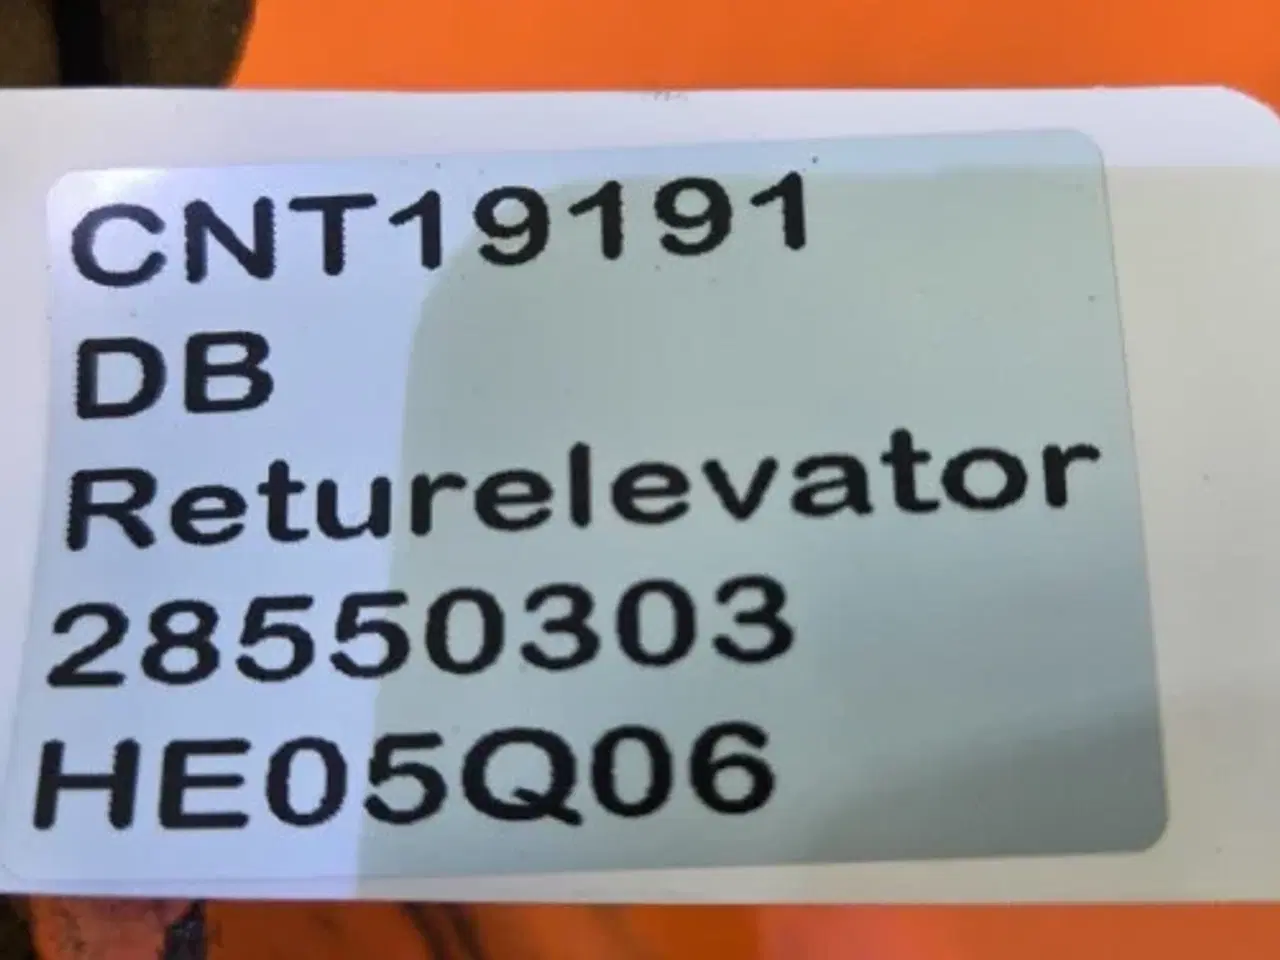 CNT19191
DB
Returelevator
28550303
HE05Q06